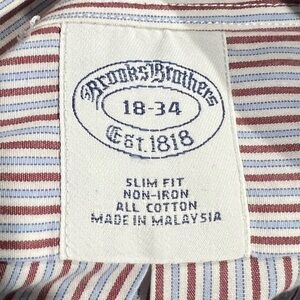 Brooks Brothers
18-34
Est. 1818
SLIM FIT
NON-IRON
ALL COTTON
MADE IN MALAYSIA